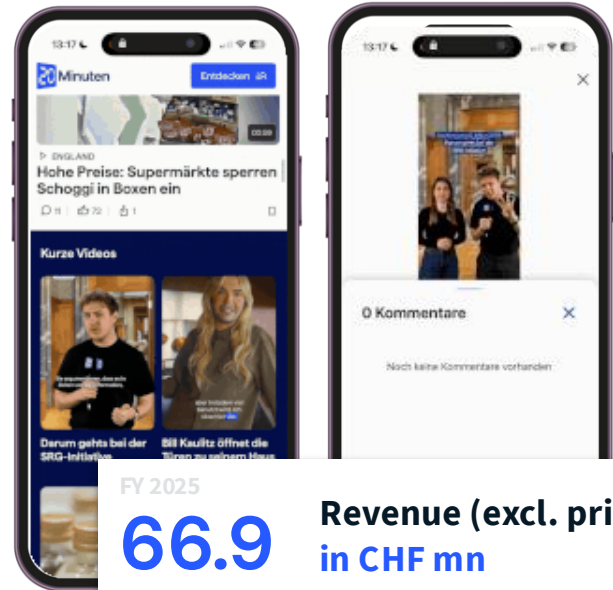 13:17
20 Minuten
Entdecken
00:59
ENGLAND
Hohe Preise: Supermärkte sperren
Schoggi in Boxen ein
11 72 1
Kurze Videos
Darum gehts bei der
SRG-Initiative
Bill Kaulitz öffnet die
Türen zu seinem Haus
13:17
0 Kommentare
Noch keine Kommentare vorhanden
FY 2025
66.9
Revenue (excl. pri
in CHF mn